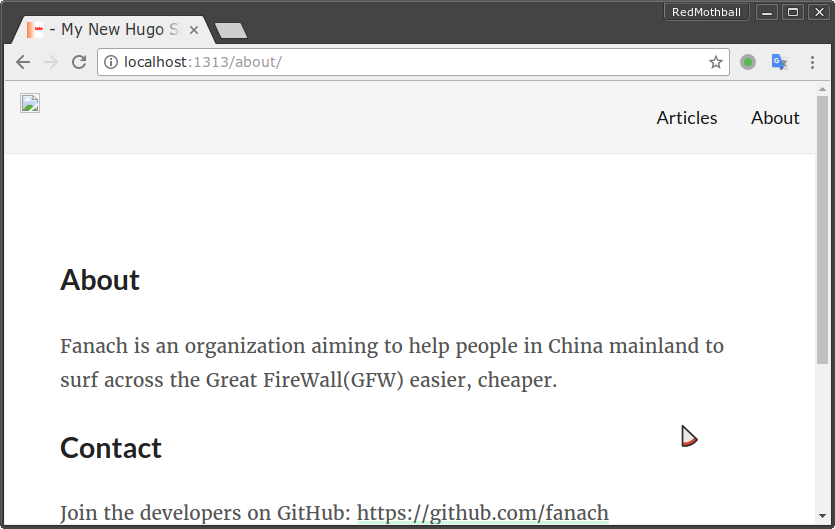 RedMothball
- My New Hugo S
localhost:1313/about/
Articles About
About
Fanach is an organization aiming to help people in China mainland to
surf across the Great FireWall(GFW) easier, cheaper.
Contact
Join the developers on GitHub: https://github.com/fanach